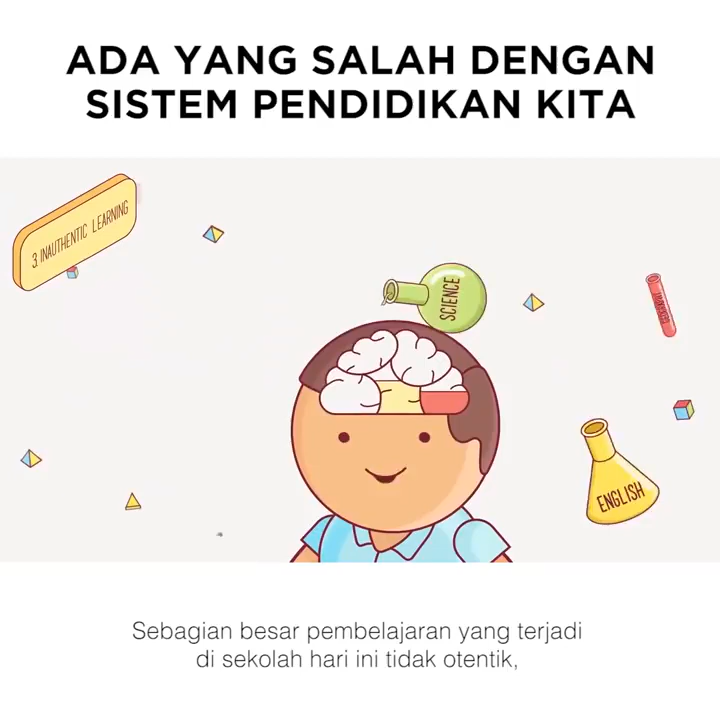 ADA YANG SALAH DENGAN
SISTEM PENDIDIKAN KITA
3. INAUTHENTIC LEARNING
SCIENCE
ENGLISH
Sebagian besar pembelajaran yang terjadi
di sekolah hari ini tidak otentik,